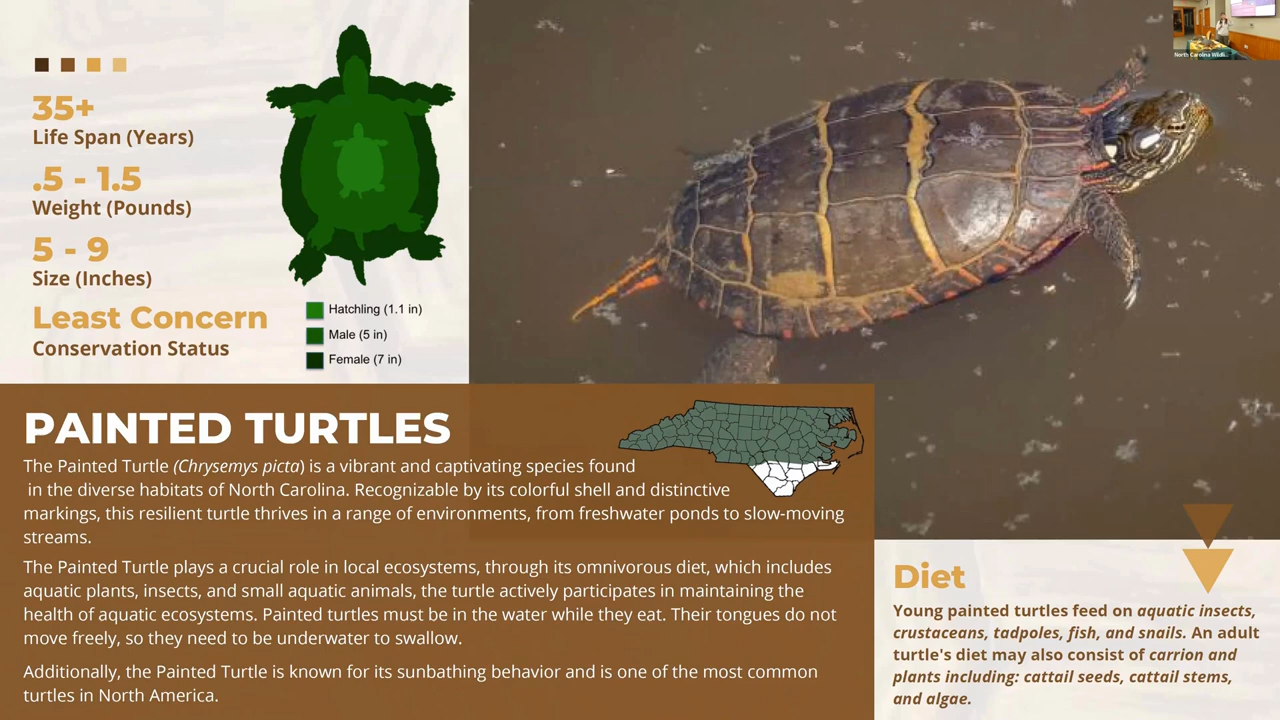 35+
Life Span (Years)
.5 - 1.5
Weight (Pounds)
5 - 9
Size (Inches)
Least Concern
Conservation Status
Hatchling (1.1 in)
Male (5 in)
Female (7 in)
North Carolina Wildli...
PAINTED TURTLES
The Painted Turtle (Chrysemys picta) is a vibrant and captivating species found
in the diverse habitats of North Carolina. Recognizable by its colorful shell and distinctive
markings, this resilient turtle thrives in a range of environments, from freshwater ponds to slow-moving
streams.
The Painted Turtle plays a crucial role in local ecosystems, through its omnivorous diet, which includes
aquatic plants, insects, and small aquatic animals, the turtle actively participates in maintaining the
health of aquatic ecosystems. Painted turtles must be in the water while they eat. Their tongues do not
move freely, so they need to be underwater to swallow.
Additionally, the Painted Turtle is known for its sunbathing behavior and is one of the most common
turtles in North America.
Diet
Young painted turtles feed on aquatic insects,
crustaceans, tadpoles, fish, and snails. An adult
turtle's diet may also consist of carrion and
plants including: cattail seeds, cattail stems,
and algae.